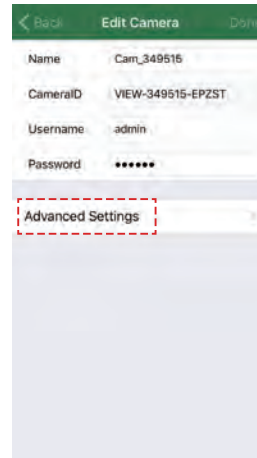 Back Edit Camera Done
Name Cam_349515
CameraID VIEW-349515-EPZST
Username admin
Password ••••••
Advanced Settings